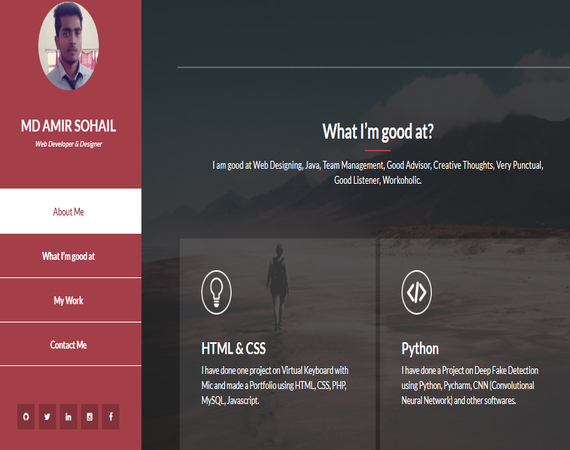 MD AMIR SOHAIL
Web Developer & Designer
About Me
What I'm good at
My Work
Contact Me
What I'm good at?
I am good at Web Designing, Java, Team Management, Good Advisor, Creative Thoughts, Very Punctual,
Good Listener, Workoholic.
HTML & CSS
I have done one project on Virtual Keyboard with
Mic and made a Portfolio using HTML, CSS, PHP,
MySQL, Javascript.
Python
I have done a Project on Deep Fake Detection
using Python, Pycharm, CNN (Convolutional
Neural Network) and other softwares.